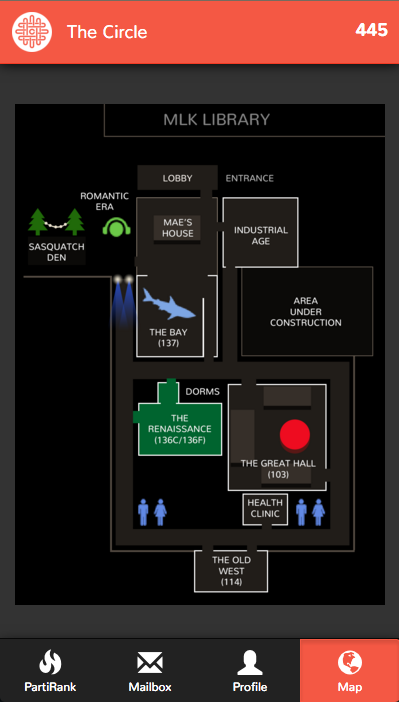 The Circle
445
MLK LIBRARY
LOBBY
ENTRANCE
ROMANTIC
ERA
MAE'S
HOUSE
INDUSTRIAL
AGE
SASQUATCH
DEN
AREA
UNDER
CONSTRUCTION
THE BAY
(137)
DORMS
THE
RENAISSANCE
(136C/136F)
THE GREAT HALL
(103)
HEALTH
CLINIC
THE OLD
WEST
(114)
PartiRank
Mailbox
Profile
Map